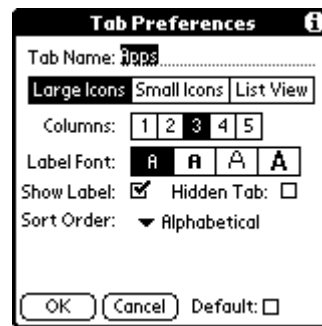 Tab Preferences i
Tab Name: Apps
Large Icons Small Icons List View
Columns: 1 2 3 4 5
Label Font: A A A A
Show Label: Hidden Tab:
Sort Order: Alphabetical
OK Cancel Default: